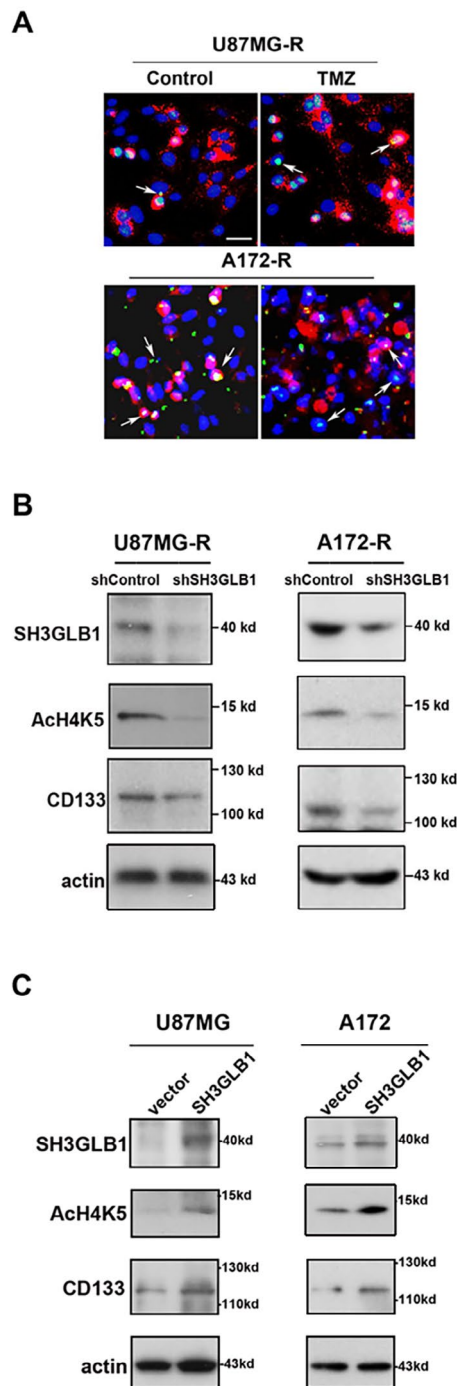 A
U87MG-R
Control TMZ
A172-R
B
U87MG-R A172-R
shControl shSH3GLB1 shControl shSH3GLB1
SH3GLB1 40 kd 40 kd
AcH4K5 15 kd 15 kd
CD133 130 kd 130 kd
100 kd 100 kd
actin 43 kd 43 kd
C
U87MG A172
vector SH3GLB1 vector SH3GLB1
SH3GLB1 40kd 40kd
AcH4K5 15kd 15kd
CD133 130kd 130kd
110kd 110kd
actin 43kd 43kd